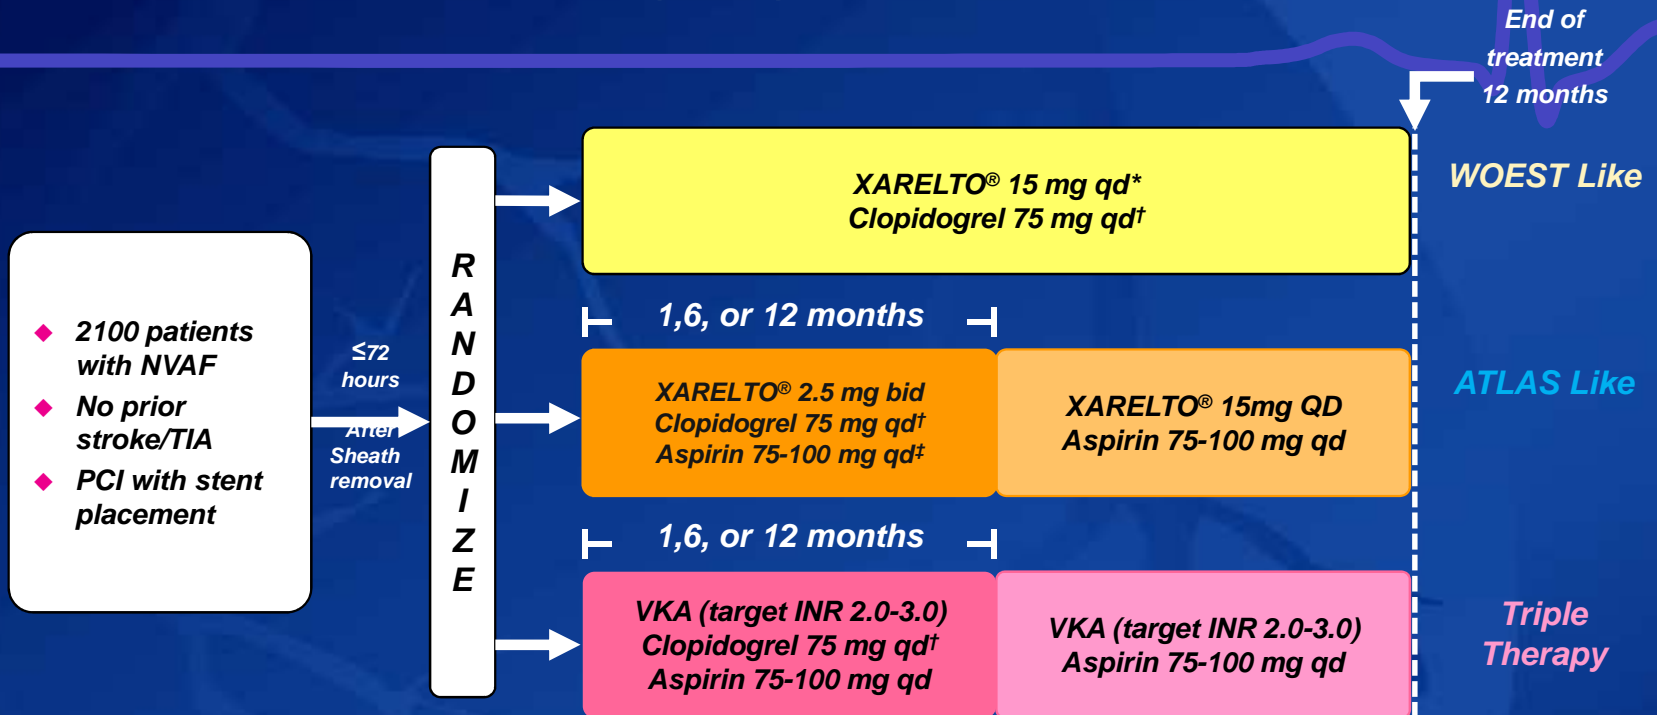 End of
treatment
12 months
◆ 2100 patients
with NVAF
◆ No prior
stroke/TIA
◆ PCI with stent
placement
≤72
hours
After
Sheath
removal
R
A
N
D
O
M
I
Z
E
XARELTO® 15 mg qd*
Clopidogrel 75 mg qd†
WOEST Like
1,6, or 12 months
XARELTO® 2.5 mg bid
Clopidogrel 75 mg qd†
Aspirin 75-100 mg qd‡
XARELTO® 15mg QD
Aspirin 75-100 mg qd
ATLAS Like
1,6, or 12 months
VKA (target INR 2.0-3.0)
Clopidogrel 75 mg qd†
Aspirin 75-100 mg qd
VKA (target INR 2.0-3.0)
Aspirin 75-100 mg qd
Triple
Therapy